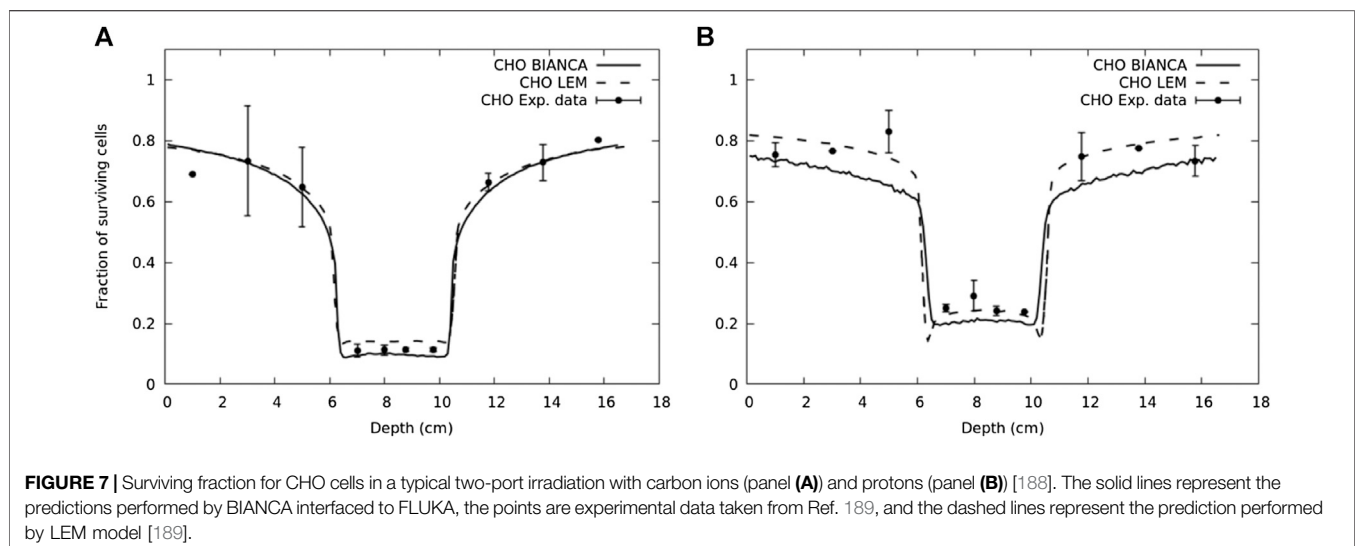 A
CHO BIANCA
CHO LEM
CHO Exp. data
Fraction of surviving cells
1
0.8
0.6
0.4
0.2
0
0 2 4 6 8 10 12 14 16 18
Depth (cm)
B
CHO BIANCA
CHO LEM
CHO Exp. data
1
0.8
0.6
0.4
0.2
0
0 2 4 6 8 10 12 14 16 18
Depth (cm)
FIGURE 7 | Surviving fraction for CHO cells in a typical two-port irradiation with carbon ions (panel (A)) and protons (panel (B)) [188]. The solid lines represent the
predictions performed by BIANCA interfaced to FLUKA, the points are experimental data taken from Ref. 189, and the dashed lines represent the prediction performed
by LEM model [189].